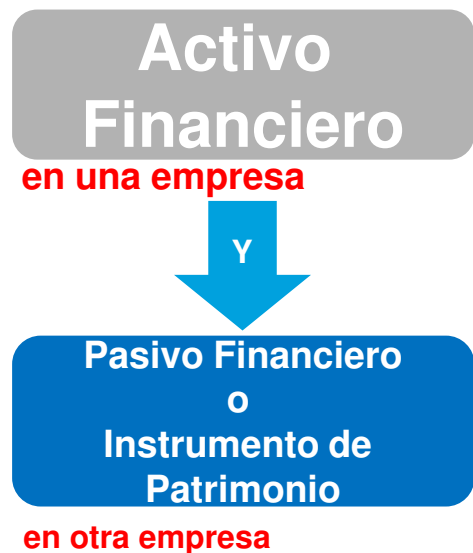 Activo
Financiero
en una empresa
Y
Pasivo Financiero
o
Instrumento de
Patrimonio
en otra empresa